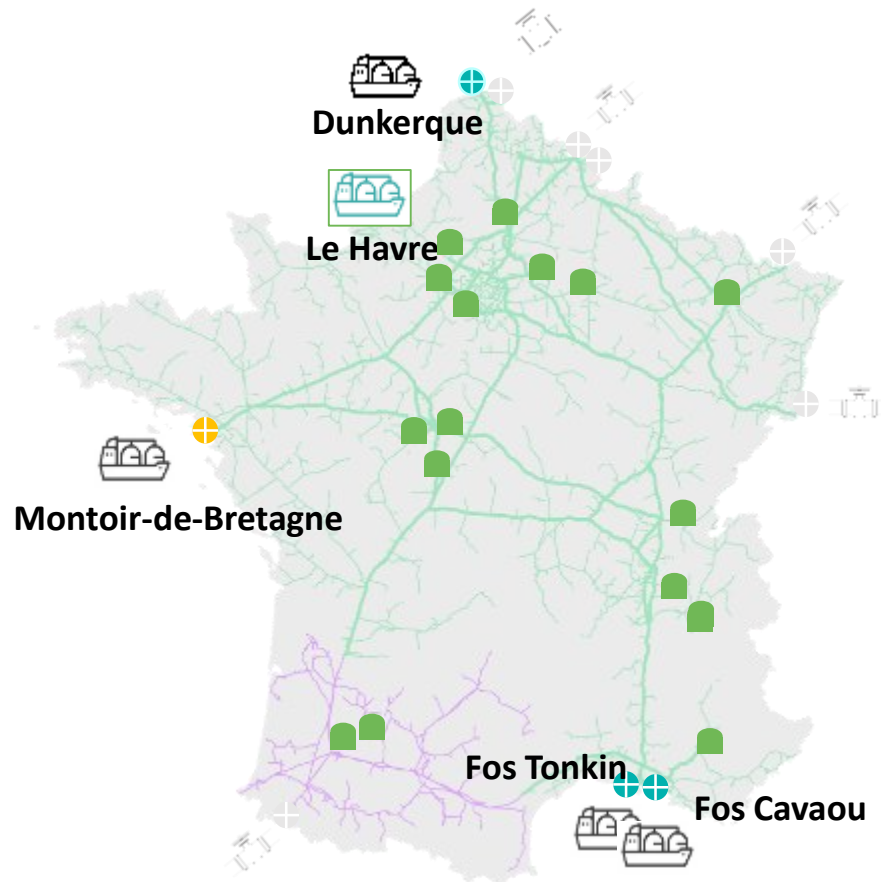 Dunkerque
Le Havre
Montoir-de-Bretagne
Fos Tonkin
Fos Cavaou